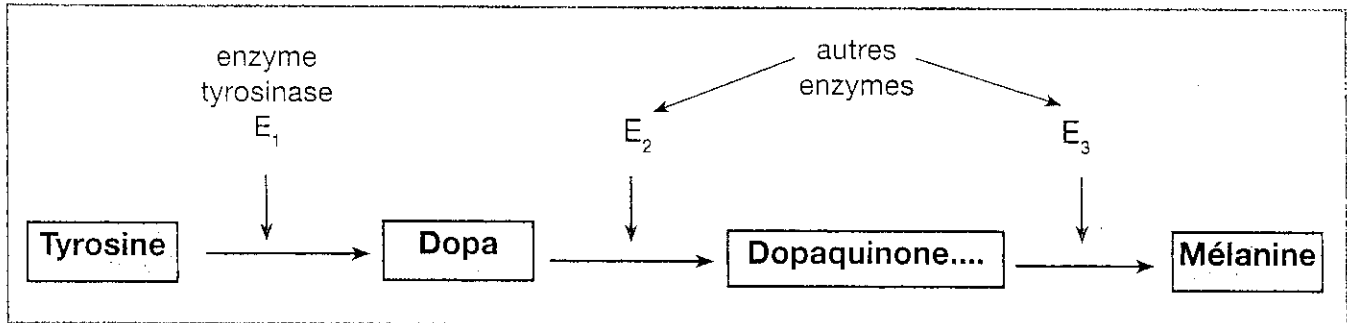 enzyme
tyrosinase
E₁
autres
enzymes
E₂
E₃
Tyrosine
Dopa
Dopaquinone....
Mélanine